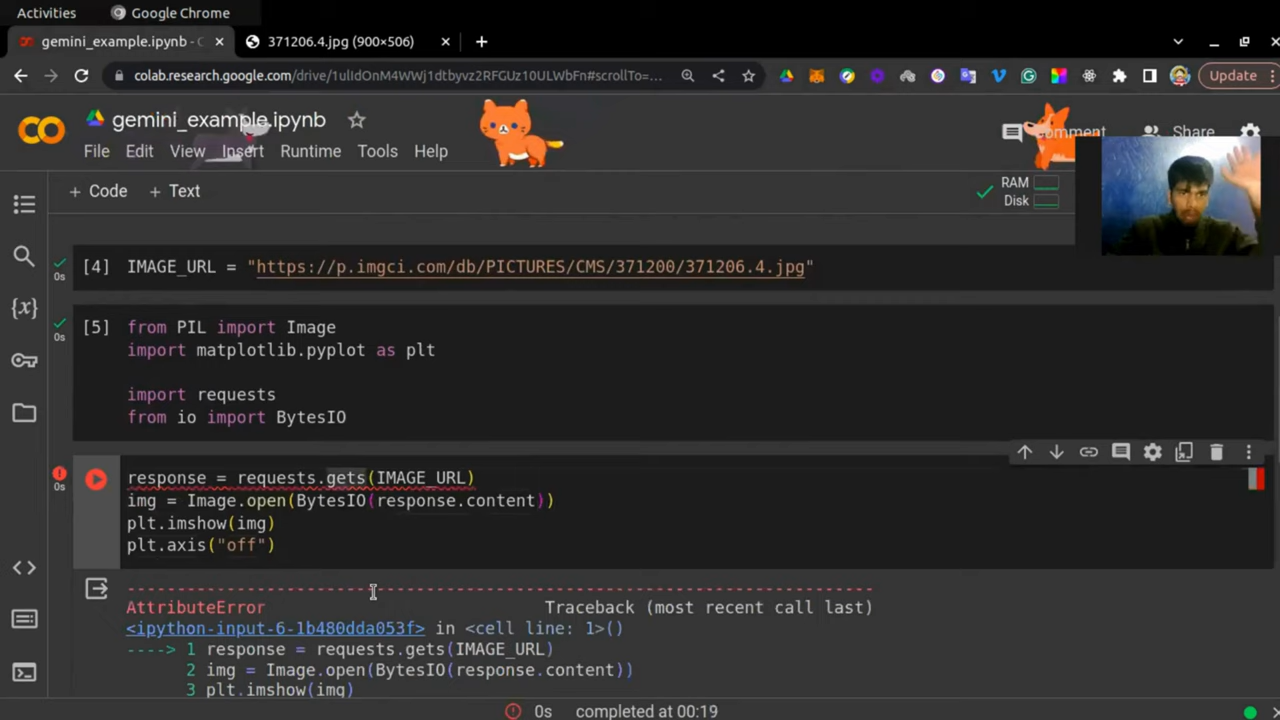 Activities
Google Chrome
gemini_example.ipynb - C
371206.4.jpg (900×506)
colab.research.google.com/drive/1ulIdOnM4WWj1dtbyvz2RFGUz10ULWbFn#scrollTo=...
Update
gemini_example.ipynb
Comment
Share
File Edit View Insert Runtime Tools Help
+ Code + Text
RAM
Disk
[4] IMAGE_URL = "https://p.imgci.com/db/PICTURES/CMS/371200/371206.4.jpg"
0s
[5] from PIL import Image
0s
import matplotlib.pyplot as plt
import requests
from io import BytesIO
response = requests.gets(IMAGE_URL)
0s
img = Image.open(BytesIO(response.content))
plt.imshow(img)
plt.axis("off")
AttributeError Traceback (most recent call last)
<ipython-input-6-1b480dda053f> in <cell line: 1>()
----> 1 response = requests.gets(IMAGE_URL)
2 img = Image.open(BytesIO(response.content))
3 plt.imshow(img)
0s completed at 00:19